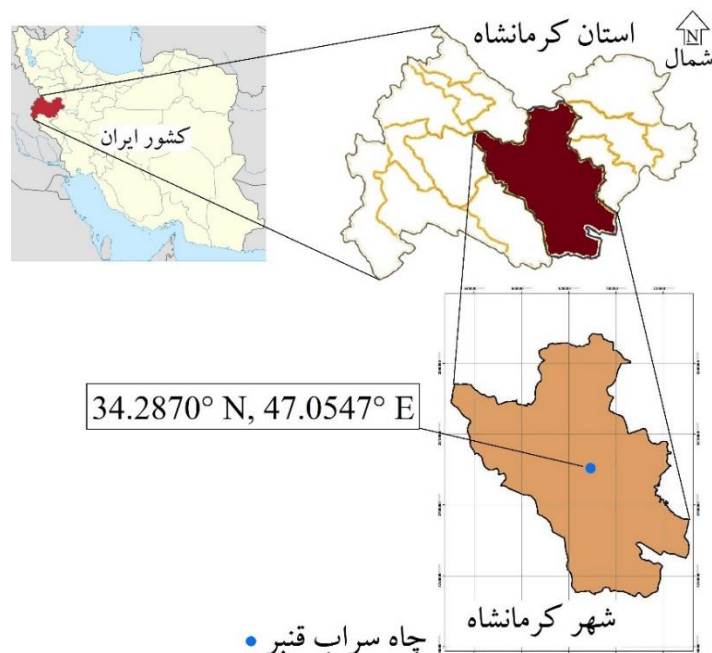 استان کرمانشاه
N
شمال
کشور ایران
34.2870° N, 47.0547° E
شهر کرمانشاه
چاه سراب قنبر